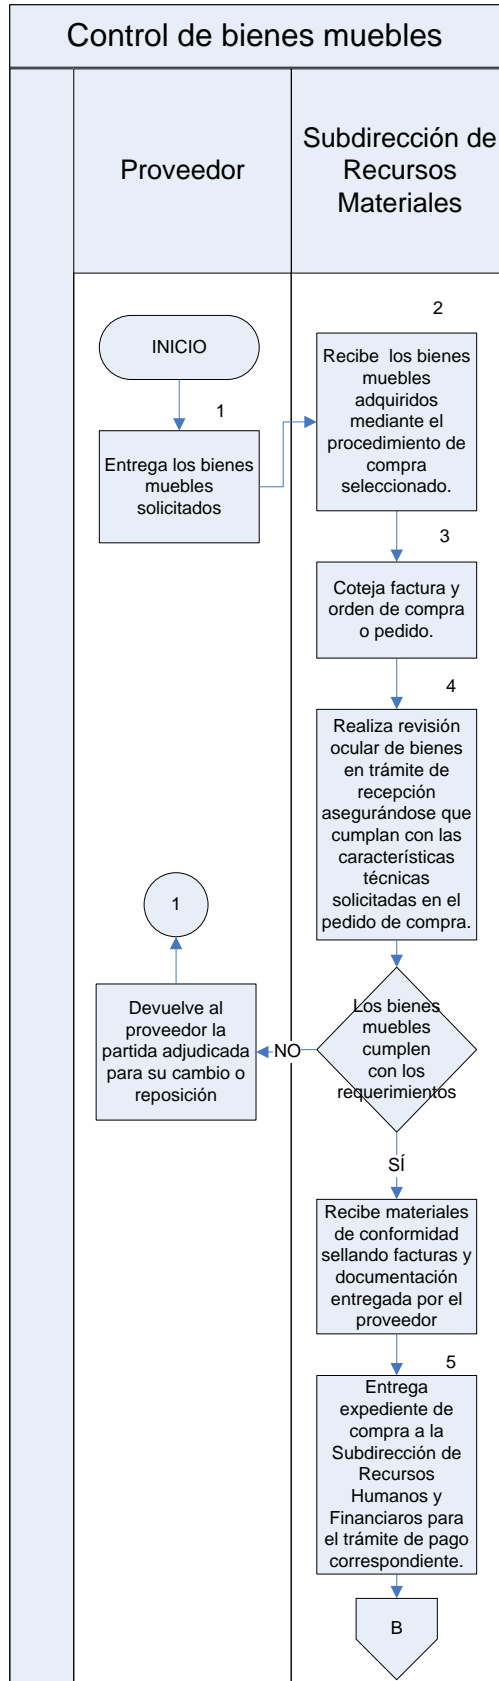 Control de bienes muebles
Proveedor
Subdirección de
Recursos
Materiales
INICIO
1
Entrega los bienes
muebles
solicitados
2
Recibe  los bienes
muebles
adquiridos
mediante el
procedimiento de
compra
seleccionado.
3
Coteja factura y
orden de compra
o pedido.
4
Realiza revisión
ocular de bienes
en trámite de
recepción
asegurándose que
cumplan con las
características
técnicas
solicitadas en el
pedido de compra.
Los bienes
muebles
cumplen
con los
requerimientos
NO
Devuelve al
proveedor la
partida adjudicada
para su cambio o
reposición
1
SÍ
Recibe materiales
de conformidad
sellando facturas y
documentación
entregada por el
proveedor
5
Entrega
expediente de
compra a la
Subdirección de
Recursos
Humanos y
Financiaros para
el trámite de pago
correspondiente.
B